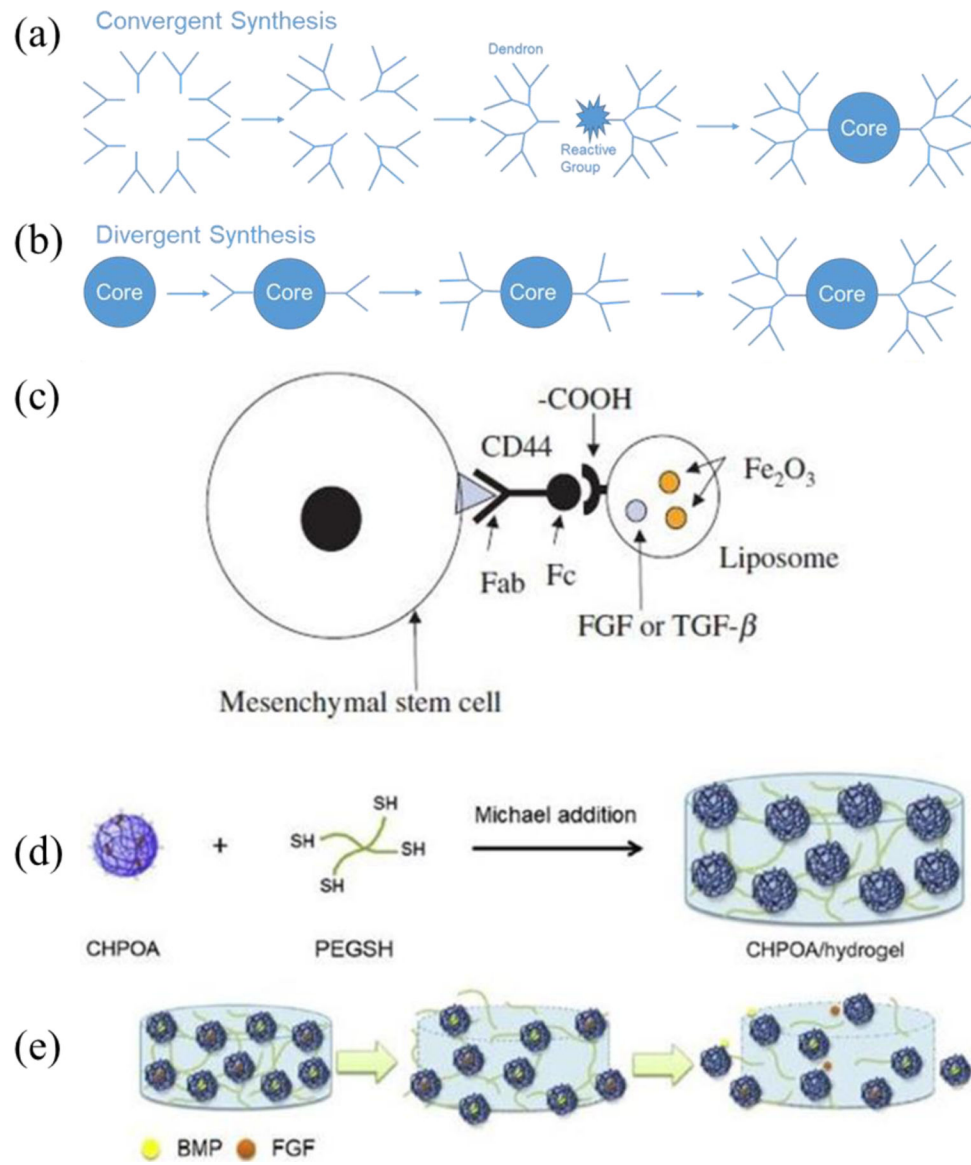 (a)
Convergent Synthesis
Dendron
Reactive
Group
Core
(b)
Divergent Synthesis
Core
Core
Core
Core
(c)
-COOH
CD44
Fe₂O₃
Fab
Fc
Liposome
FGF or TGF-β
Mesenchymal stem cell
(d)
SH
SH
SH
SH
+
Michael addition
CHPOA
PEGSH
CHPOA/hydrogel
(e)
BMP
FGF